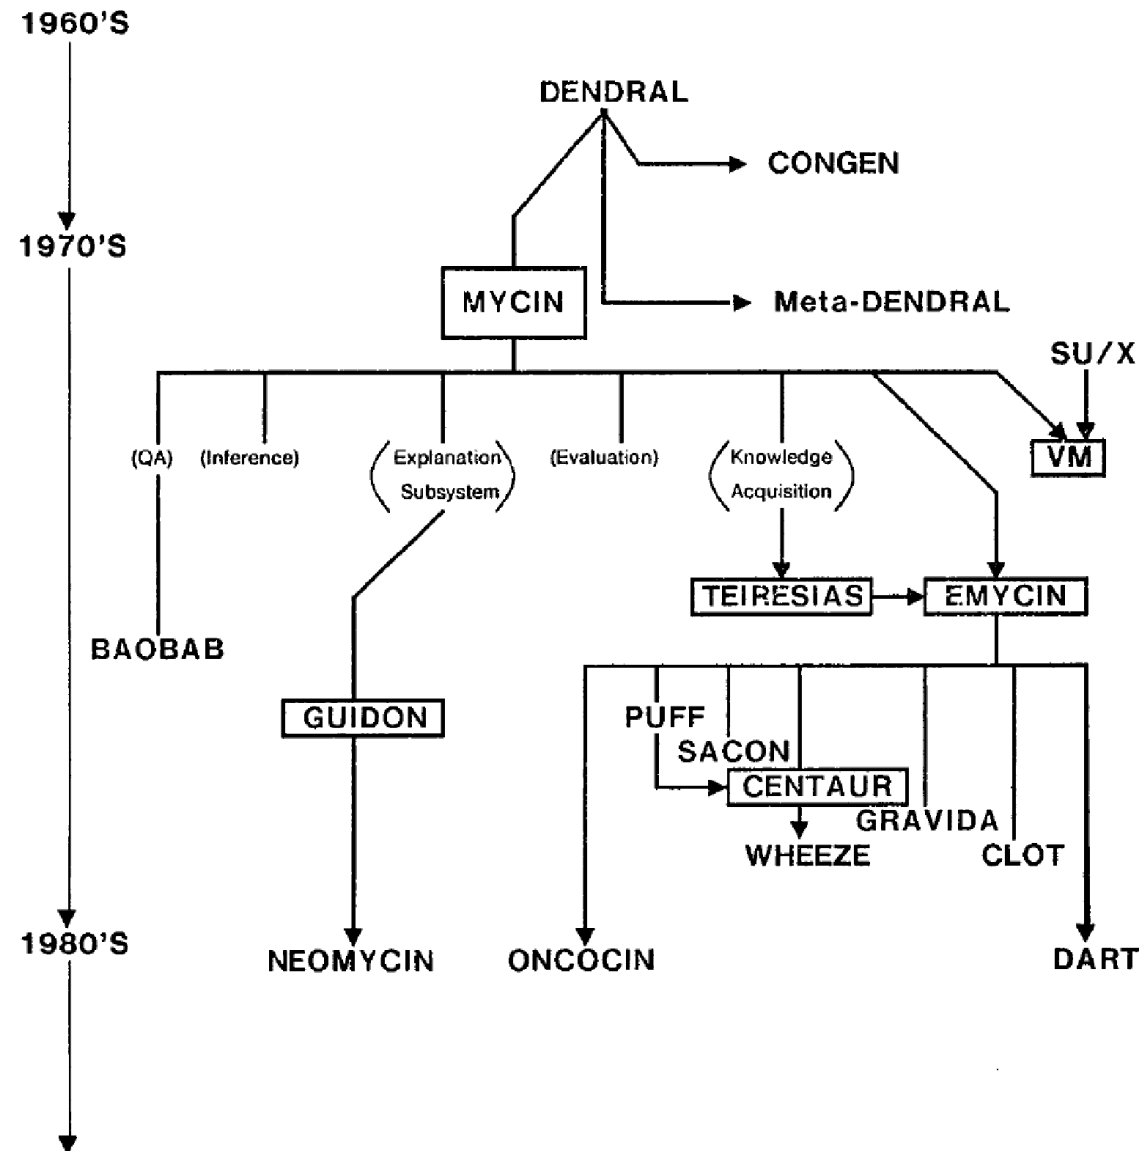 1960'S
DENDRAL
CONGEN
1970'S
MYCIN
Meta-DENDRAL
SU/X
(QA)
(Inference)
(Explanation
Subsystem)
(Evaluation)
(Knowledge
Acquisition)
VM
TEIRESIAS
EMYCIN
BAOBAB
GUIDON
PUFF
SACON
CENTAUR
GRAVIDA
WHEEZE
CLOT
1980'S
NEOMYCIN
ONCOCIN
DART